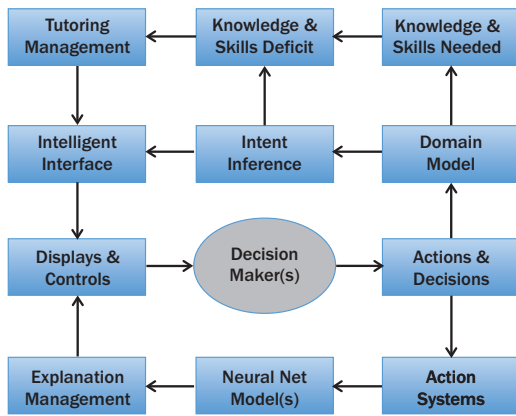 Tutoring
Management
Knowledge &
Skills Deficit
Knowledge &
Skills Needed
Intelligent
Interface
Intent
Inference
Domain
Model
Displays &
Controls
Decision
Maker(s)
Actions &
Decisions
Explanation
Management
Neural Net
Model(s)
Action
Systems